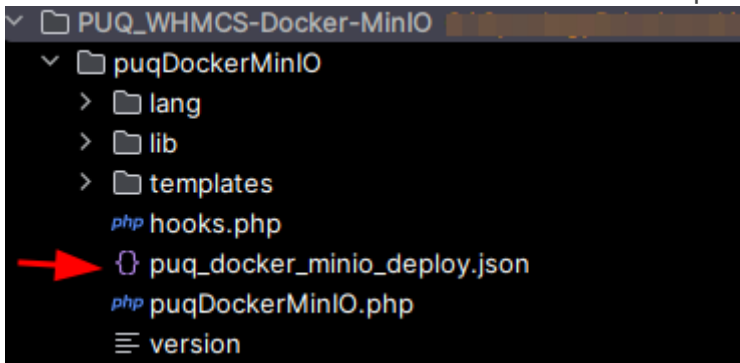 PUQ_WHMCS-Docker-MinIO
puqDockerMinIO
lang
lib
templates
php hooks.php
{} puq_docker_minio_deploy.json
php puqDockerMinIO.php
version